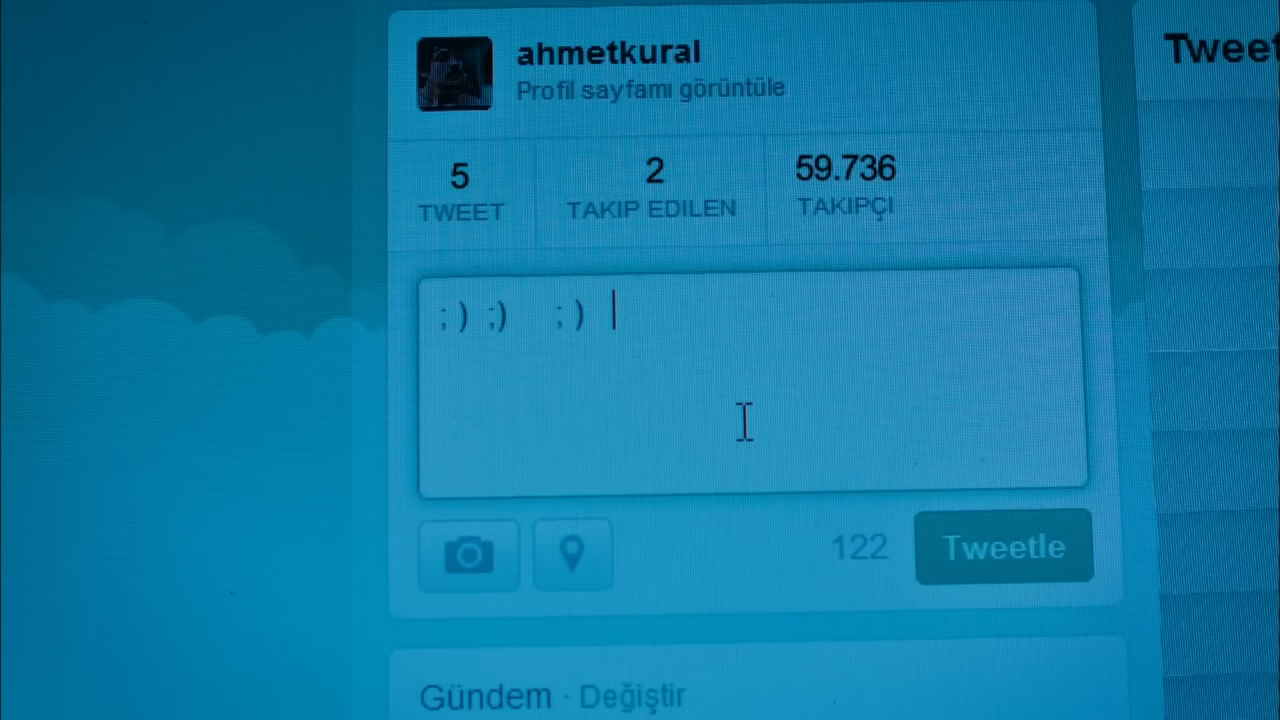 ahmetkural
Profil sayfamı görüntüle
5
TWEET
2
TAKIP EDILEN
59.736
TAKIPÇI
; ) ;) ; )
122
Tweetle
Gündem · Değiştir
Tweet